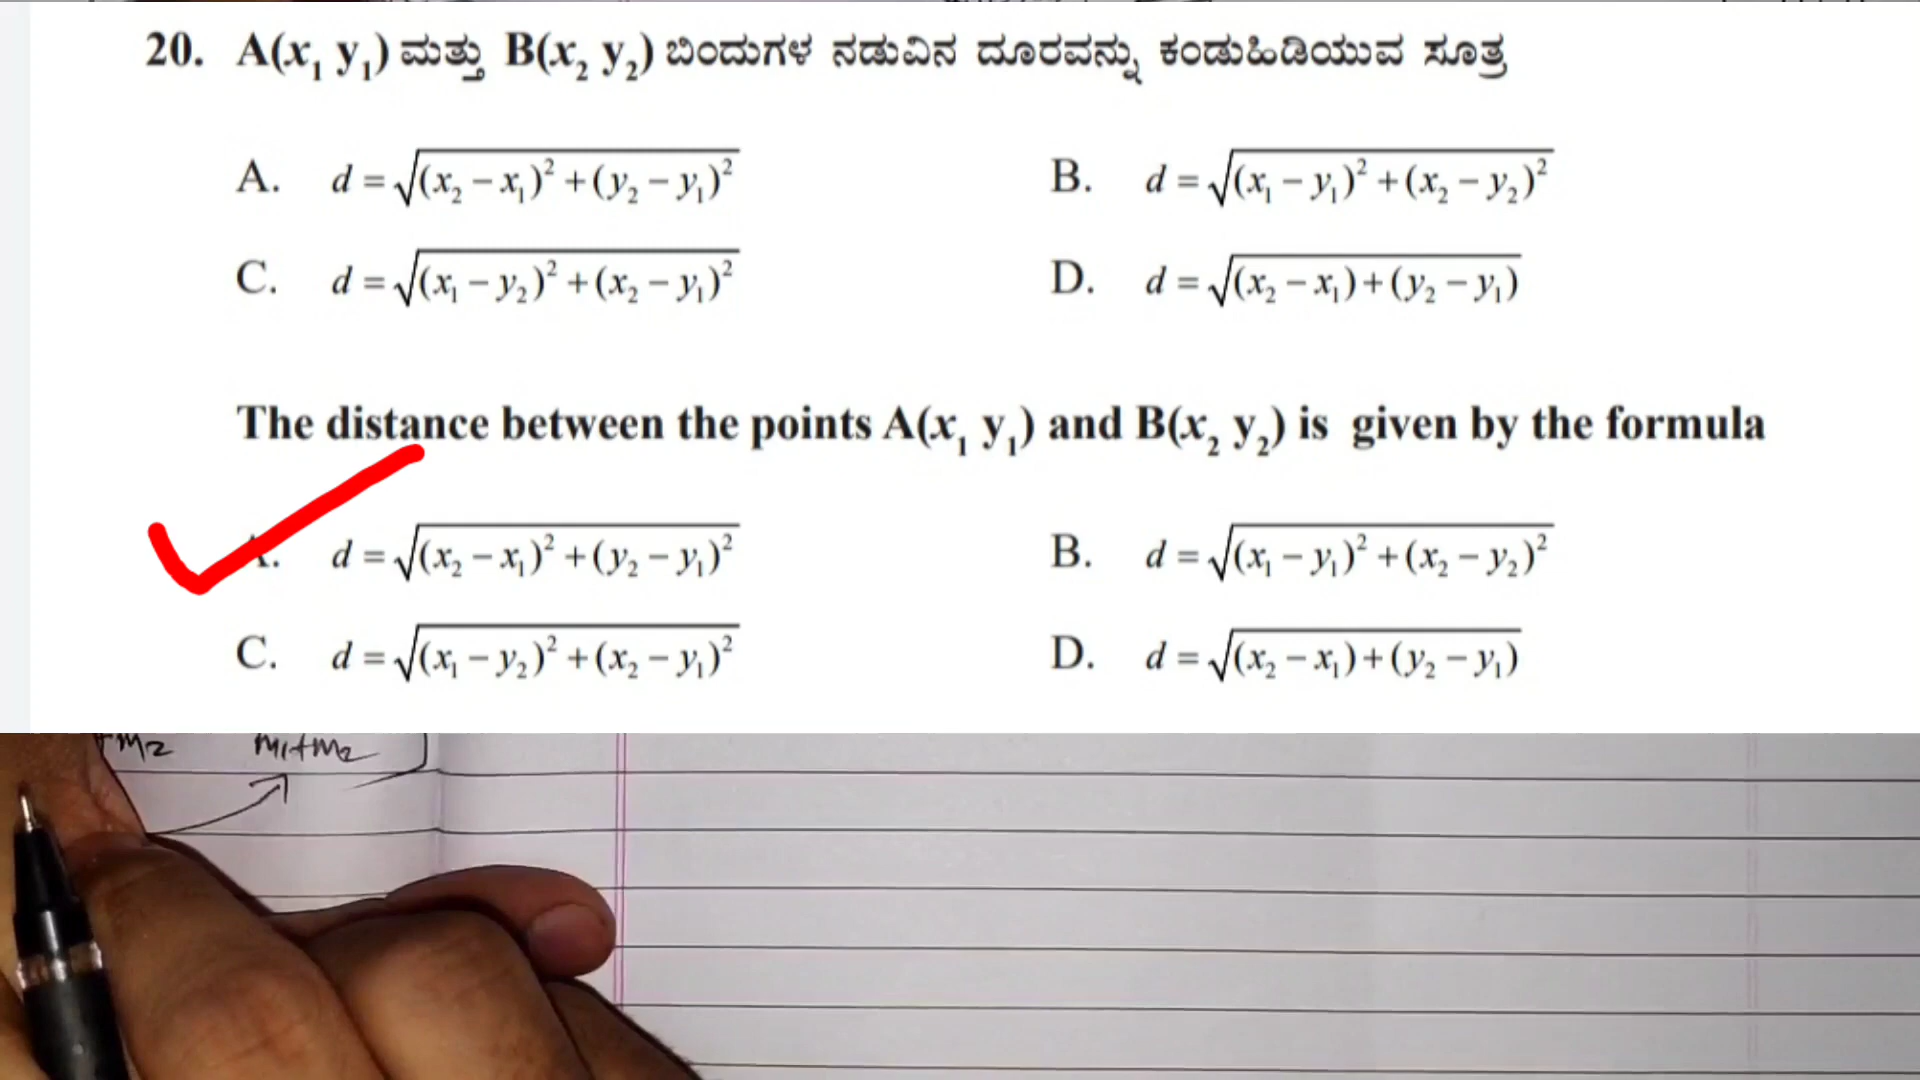 20. A(x₁ y₁) ಮತ್ತು B(x₂ y₂) ಬಿಂದುಗಳ ನಡುವಿನ ದೂರವನ್ನು ಕಂಡುಹಿಡಿಯುವ ಸೂತ್ರ
A. d = √(x₂ − x₁)² + (y₂ − y₁)² B. d = √(x₁ − y₁)² + (x₂ − y₂)²
C. d = √(x₁ − y₂)² + (x₂ − y₁)² D. d = √(x₂ − x₁) + (y₂ − y₁)
The distance between the points A(x₁ y₁) and B(x₂ y₂) is given by the formula
d = √(x₂ − x₁)² + (y₂ − y₁)² B. d = √(x₁ − y₁)² + (x₂ − y₂)²
C. d = √(x₁ − y₂)² + (x₂ − y₁)² D. d = √(x₂ − x₁) + (y₂ − y₁)
m₂ m₁+m₂